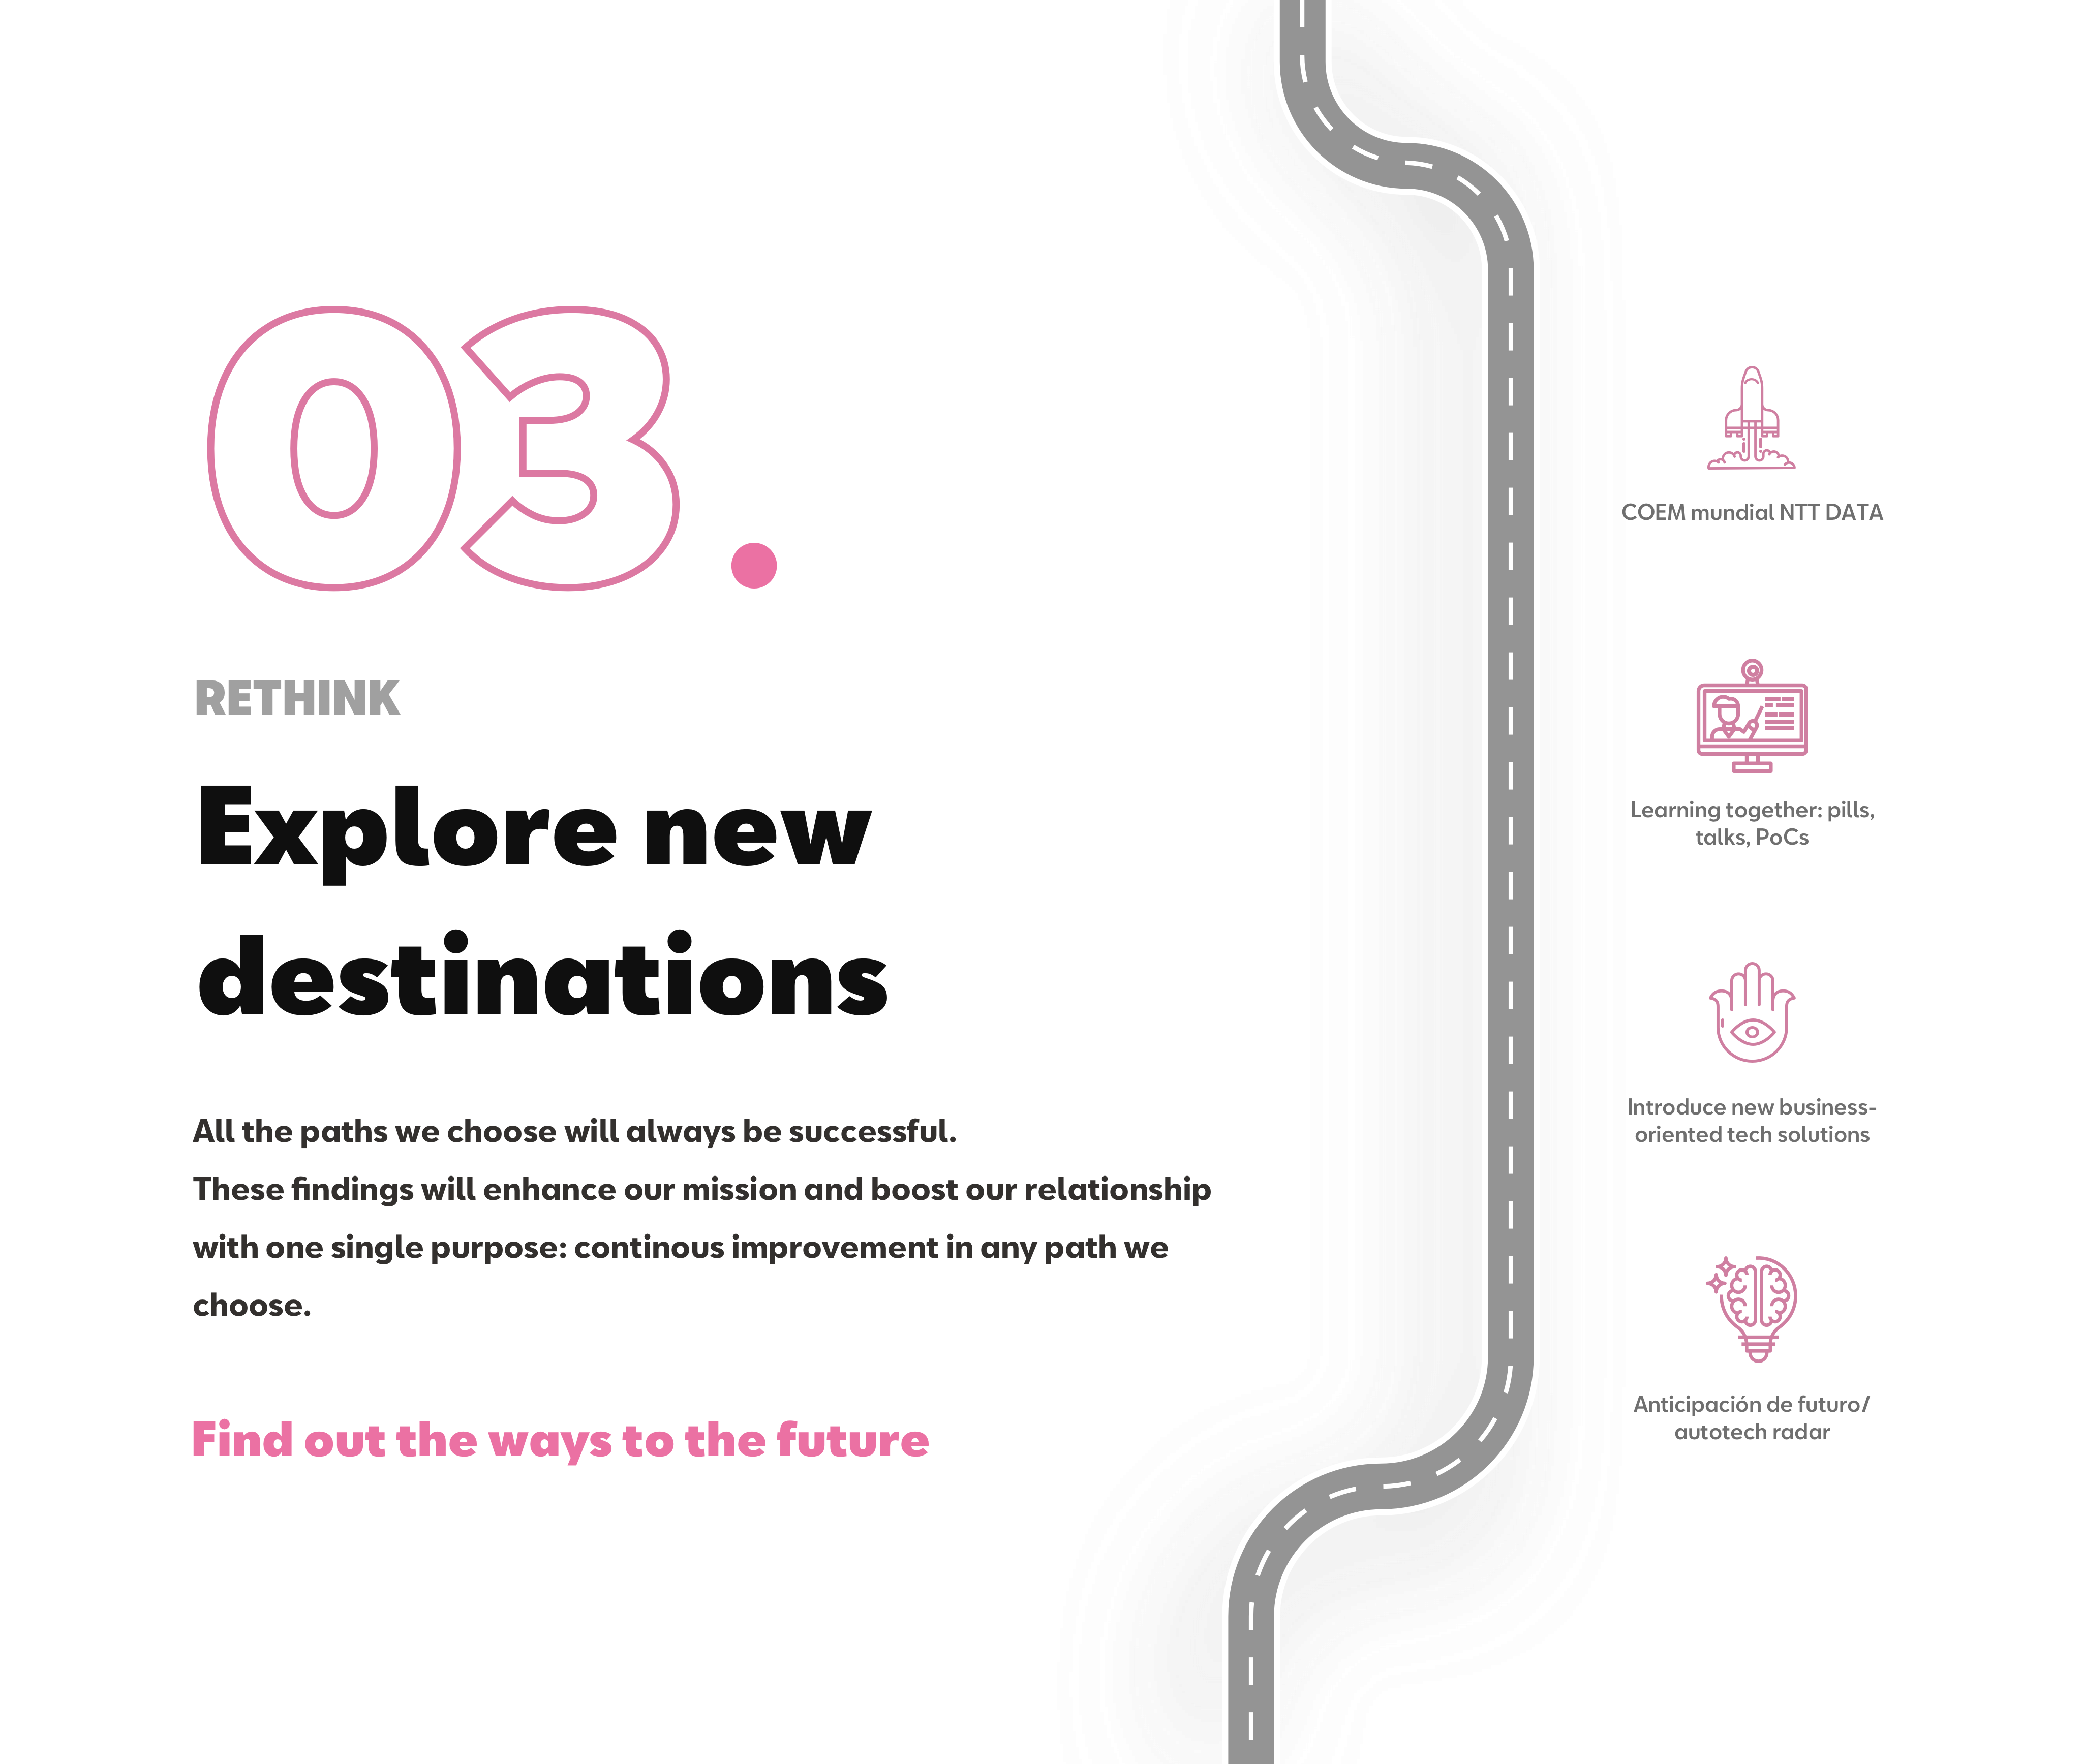 03.
RETHINK
Explore new
destinations
All the paths we choose will always be successful.
These findings will enhance our mission and boost our relationship
with one single purpose: continous improvement in any path we
choose.
Find out the ways to the future
COEM mundial NTT DATA
Learning together: pills,
talks, PoCs
Introduce new business-
oriented tech solutions
Anticipación de futuro/
autotech radar